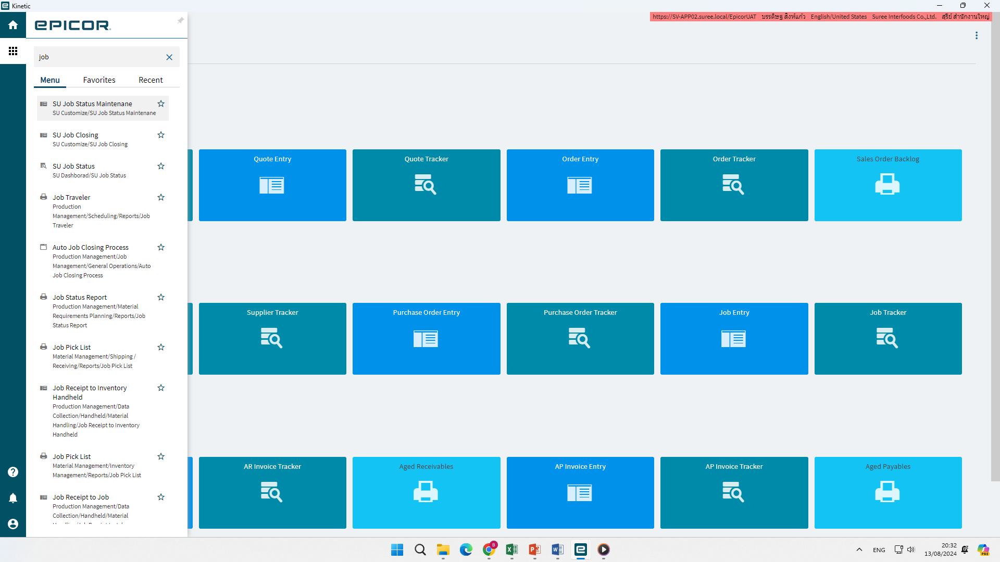 Kinetic
https://SV-APP02.suree.local/EpicorUAT บรรดิษฐ สิงห์แก้ว English/United States Suree Interfoods Co.,Ltd. สุรีย์ สำนักงานใหญ่
EPICOR
job
Menu Favorites Recent
SU Job Status Maintenane
SU Customize/SU Job Status Maintenane
SU Job Closing
SU Customize/SU Job Closing
SU Job Status
SU Dashborad/SU Job Status
Job Traveler
Production
Management/Scheduling/Reports/Job
Traveler
Auto Job Closing Process
Production Management/Job
Management/General Operations/Auto
Job Closing Process
Job Status Report
Production Management/Material
Requirements Planning/Reports/Job
Status Report
Job Pick List
Material Management/Shipping /
Receiving/Reports/Job Pick List
Job Receipt to Inventory
Handheld
Production Management/Data
Collection/Handheld/Material
Handling/Job Receipt to Inventory
Handheld
Job Pick List
Material Management/Inventory
Management/Reports/Job Pick List
Job Receipt to Job
Production Management/Data
Collection/Handheld/Material
Quote Entry Quote Tracker Order Entry Order Tracker Sales Order Backlog
Supplier Tracker Purchase Order Entry Purchase Order Tracker Job Entry Job Tracker
AR Invoice Tracker Aged Receivables AP Invoice Entry AP Invoice Tracker Aged Payables
B
ENG
20:32
13/08/2024
PRE